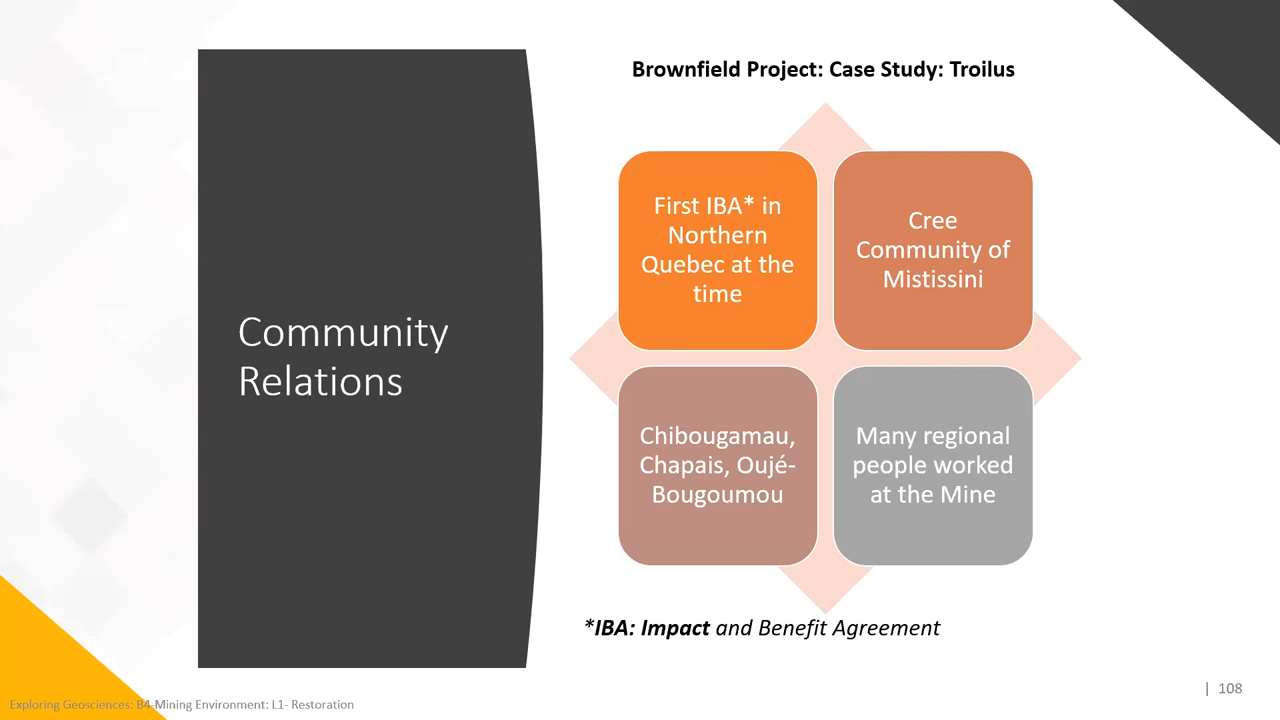 Brownfield Project: Case Study: Troilus
Community
Relations
First IBA* in
Northern
Quebec at the
time
Cree
Community of
Mistissini
Chibougamau,
Chapais, Oujé-
Bougoumou
Many regional
people worked
at the Mine
*IBA: Impact and Benefit Agreement
Exploring Geosciences: B4-Mining Environment: L1- Restoration
| 108